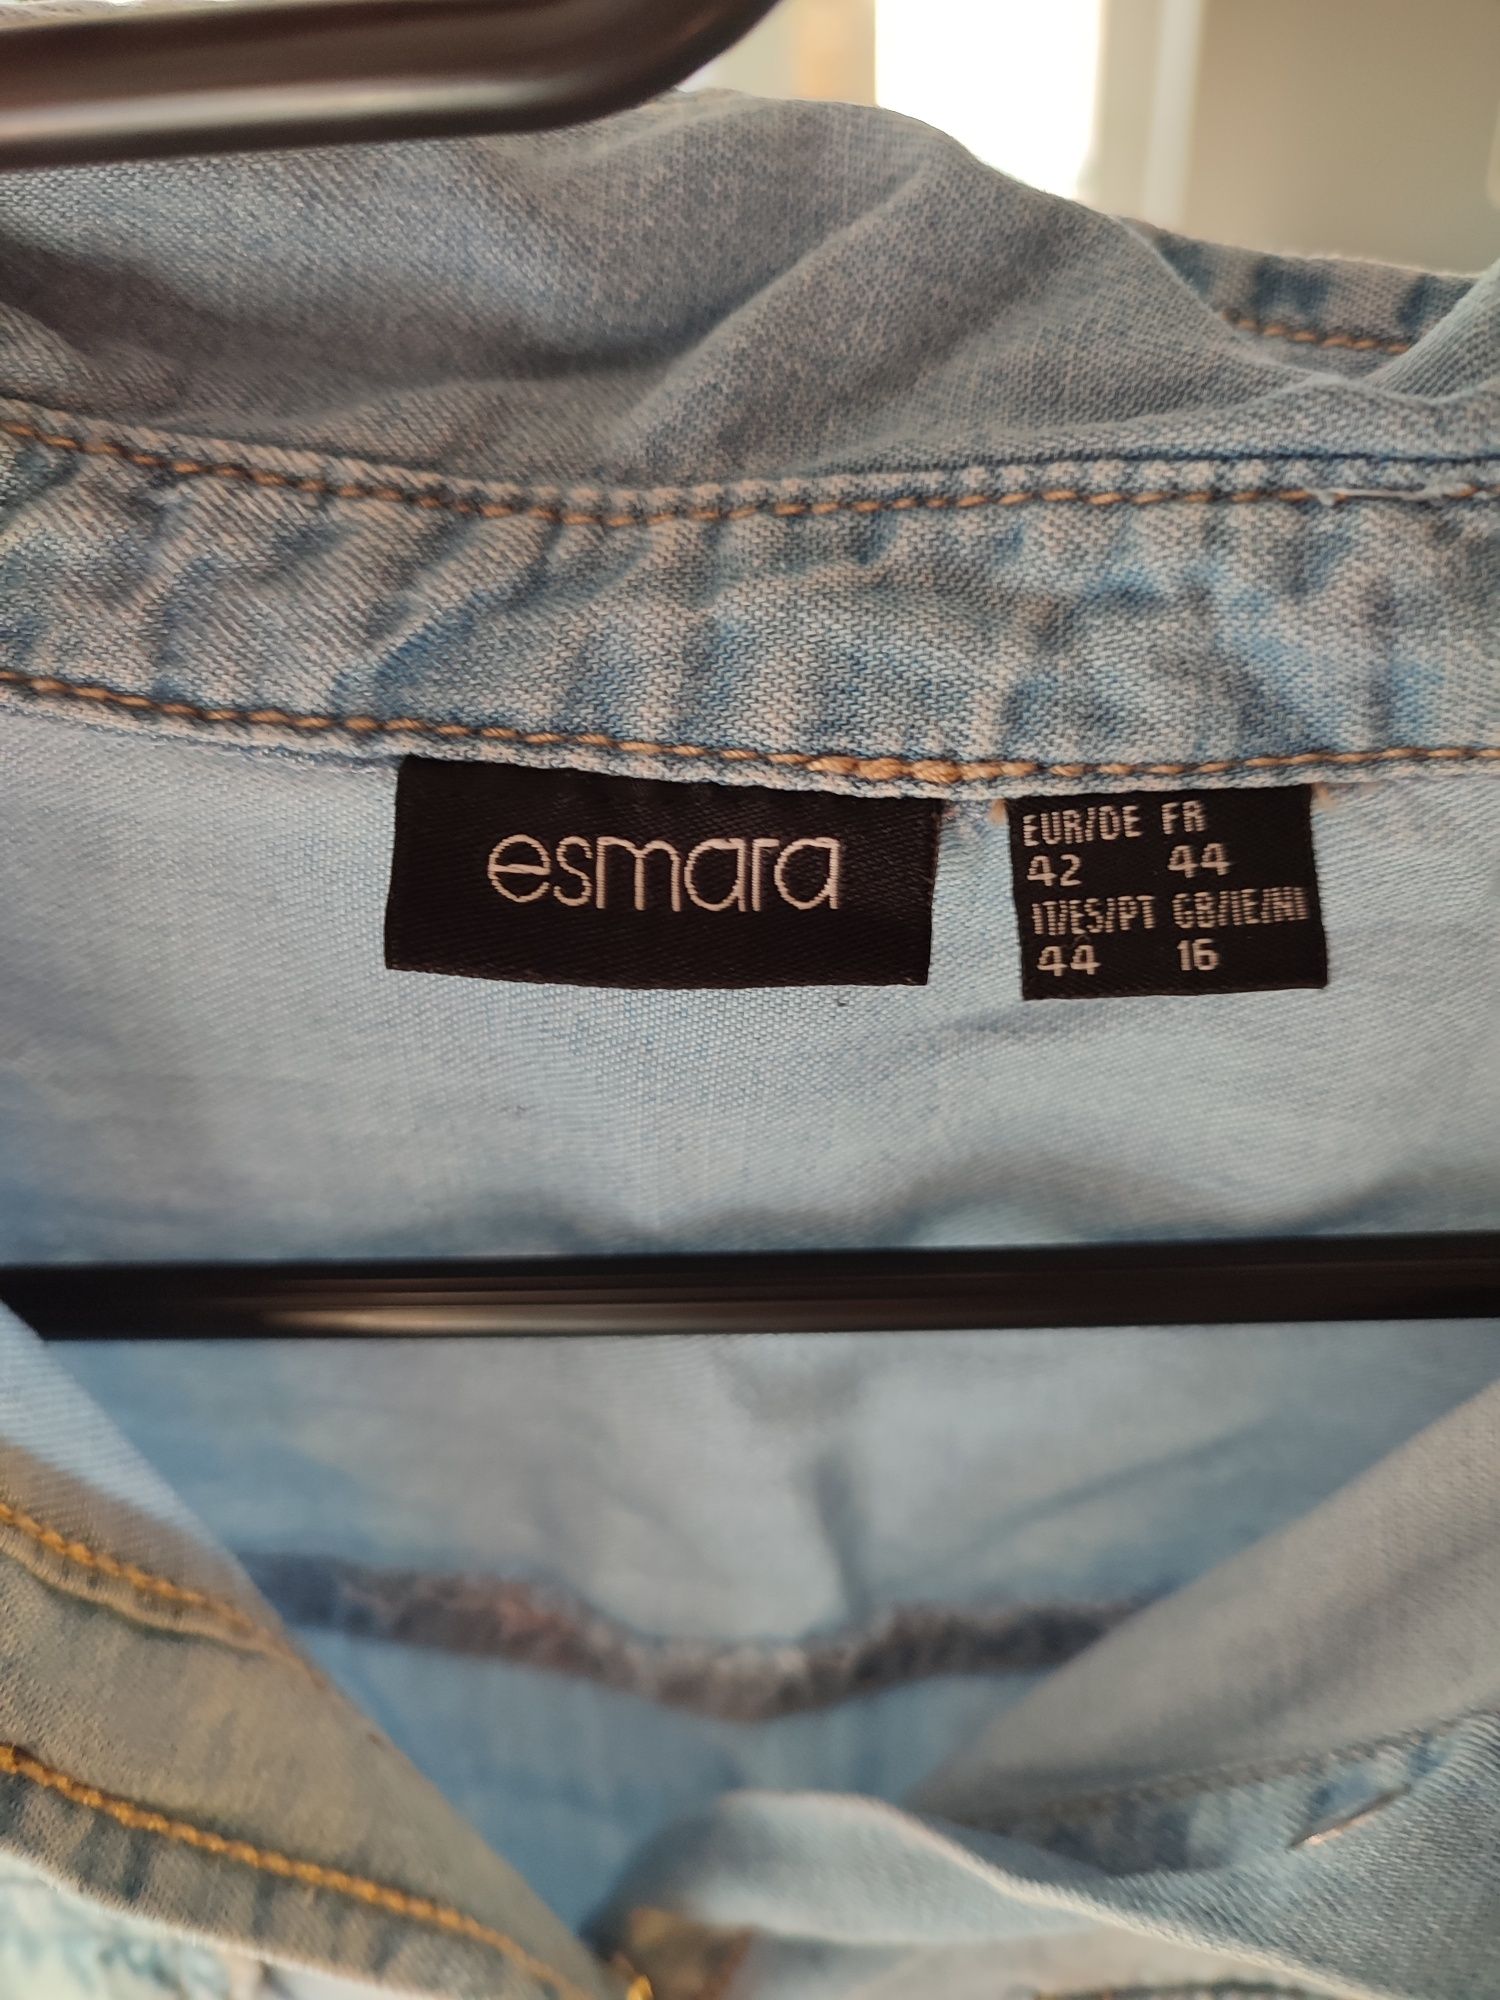 esmara
EUR/DE FR
42 44
IT/ES/PT GB/IE/NI
44 16